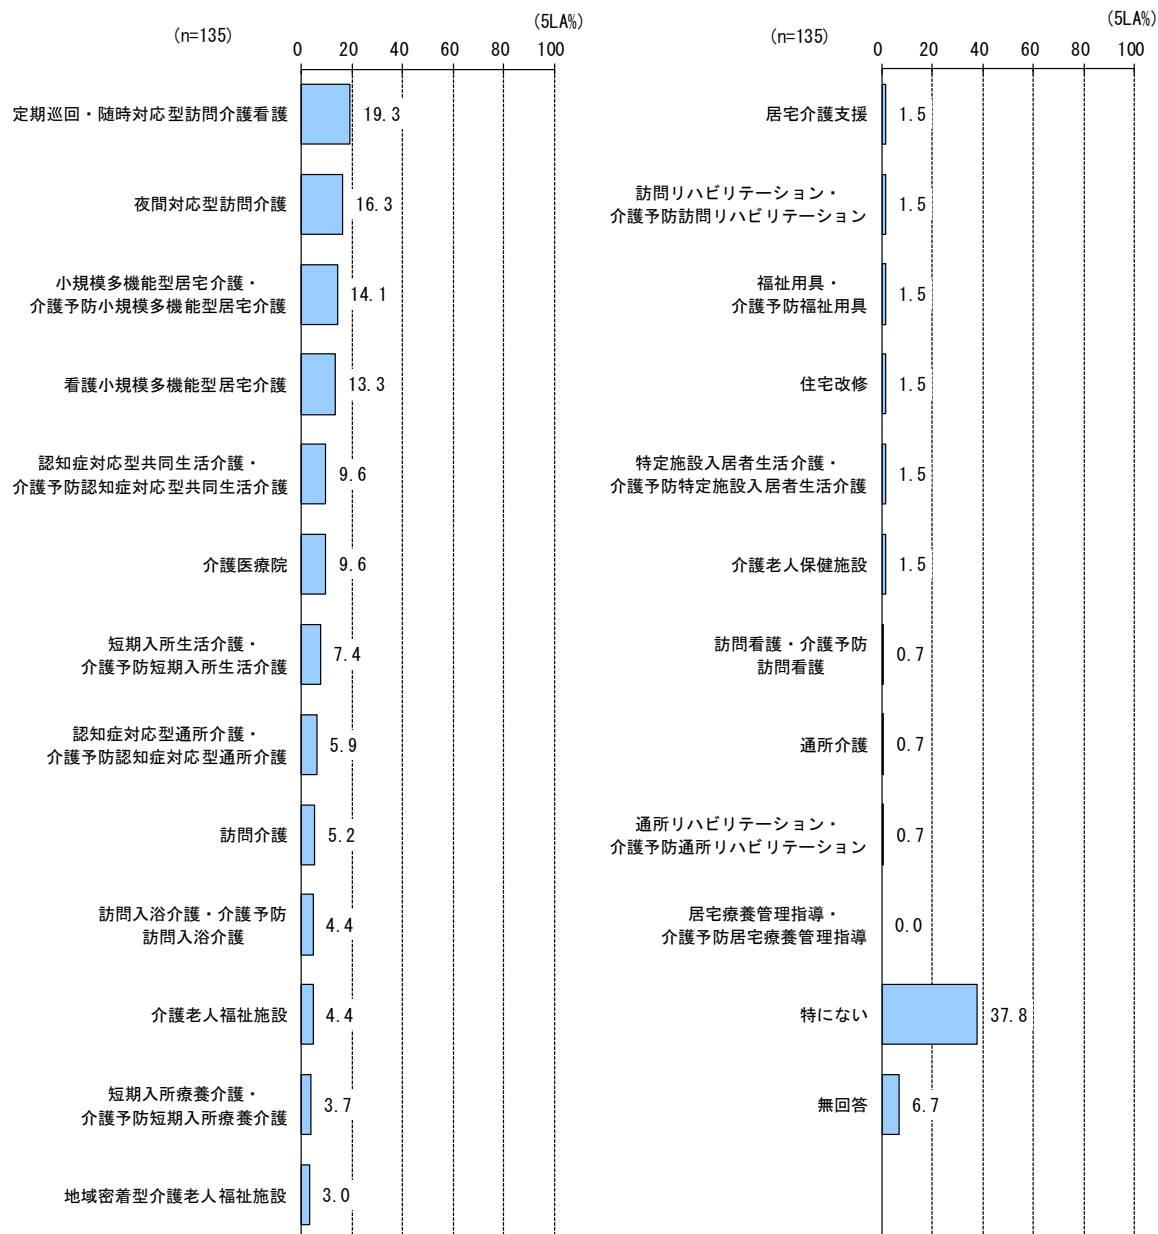 (5LA%)
(n=135)
0 20 40 60 80 100
定期巡回・随時対応型訪問介護看護 19.3
夜間対応型訪問介護 16.3
小規模多機能型居宅介護・
介護予防小規模多機能型居宅介護 14.1
看護小規模多機能型居宅介護 13.3
認知症対応型共同生活介護・
介護予防認知症対応型共同生活介護 9.6
介護医療院 9.6
短期入所生活介護・
介護予防短期入所生活介護 7.4
認知症対応型通所介護・
介護予防認知症対応型通所介護 5.9
訪問介護 5.2
訪問入浴介護・介護予防
訪問入浴介護 4.4
介護老人福祉施設 4.4
短期入所療養介護・
介護予防短期入所療養介護 3.7
地域密着型介護老人福祉施設 3.0
(5LA%)
(n=135)
0 20 40 60 80 100
居宅介護支援 1.5
訪問リハビリテーション・
介護予防訪問リハビリテーション 1.5
福祉用具・
介護予防福祉用具 1.5
住宅改修 1.5
特定施設入居者生活介護・
介護予防特定施設入居者生活介護 1.5
介護老人保健施設 1.5
訪問看護・介護予防
訪問看護 0.7
通所介護 0.7
通所リハビリテーション・
介護予防通所リハビリテーション 0.7
居宅療養管理指導・
介護予防居宅療養管理指導 0.0
特にない 37.8
無回答 6.7